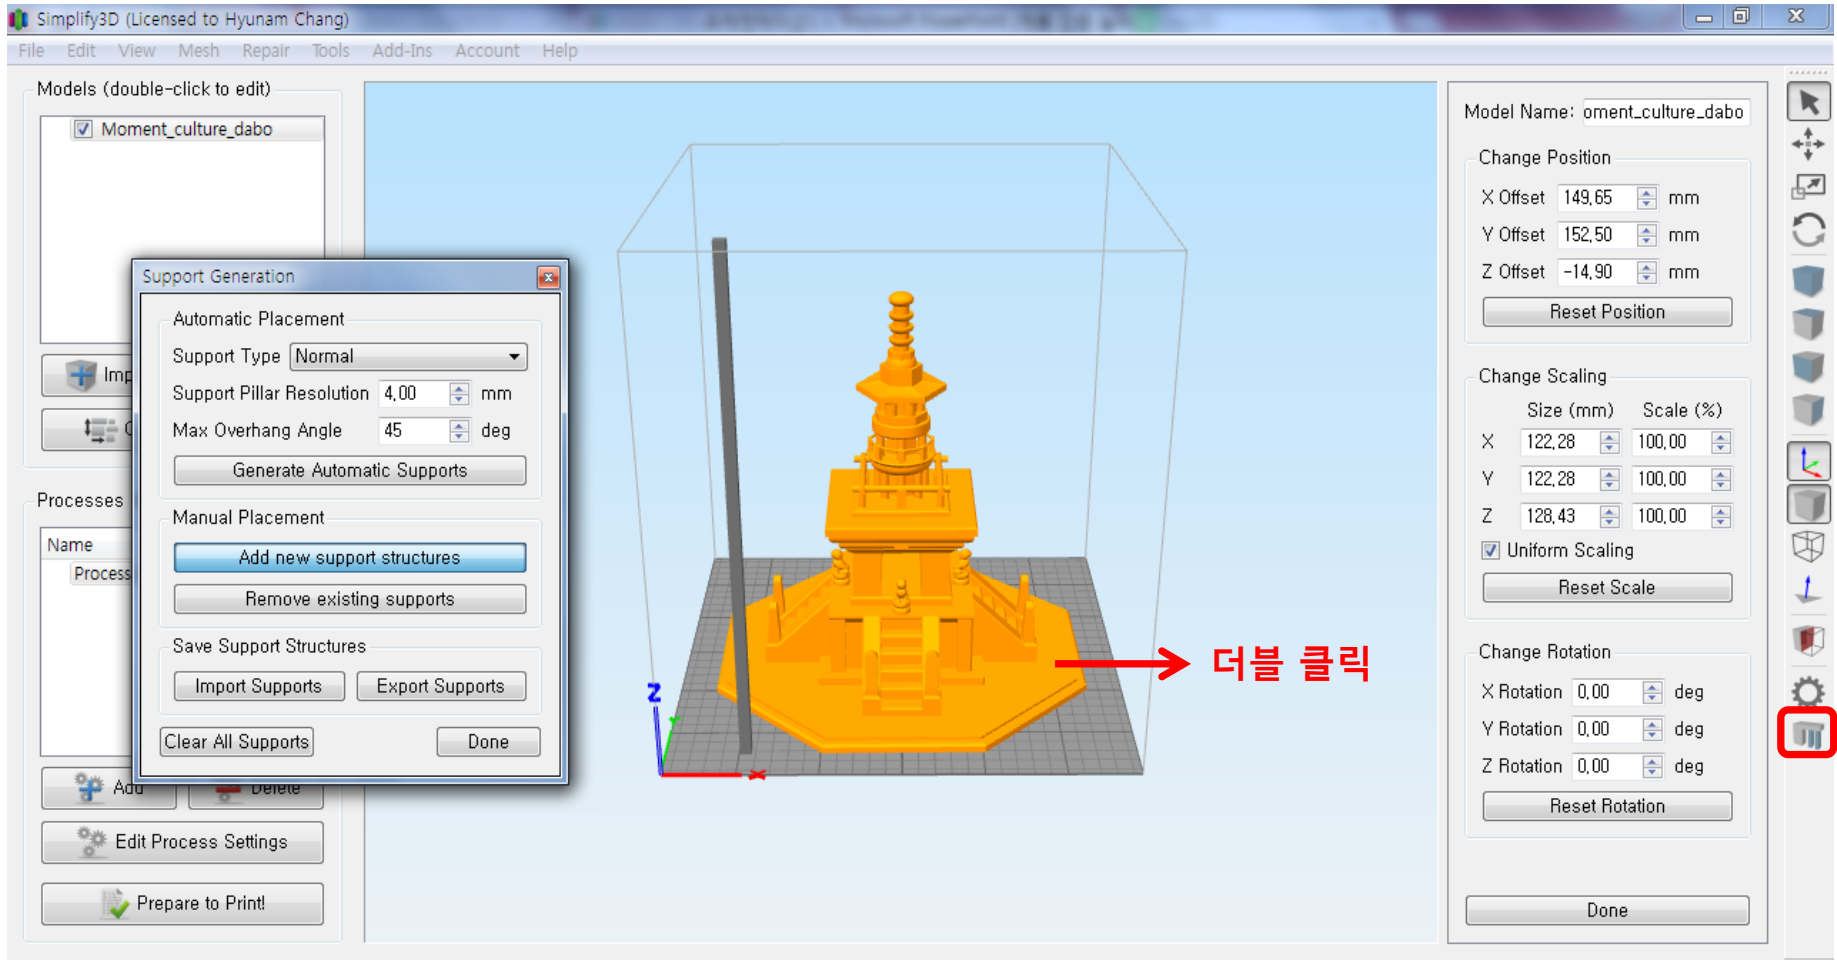 Simplify3D (Licensed to Hyunam Chang)
File Edit View Mesh Repair Tools Add-Ins Account Help
Models (double-click to edit)
Moment_culture_dabo
Imp
Support Generation
Automatic Placement
Support Type Normal
Support Pillar Resolution 4,00 mm
Max Overhang Angle 45 deg
Generate Automatic Supports
Manual Placement
Add new support structures
Remove existing supports
Save Support Structures
Import Supports Export Supports
Clear All Supports Done
Processes
Name
Process
Add Delete
Edit Process Settings
Prepare to Print!
Z
Y
X
더블 클릭
Model Name: oment_culture_dabo
Change Position
X Offset 149,65 mm
Y Offset 152,50 mm
Z Offset -14,90 mm
Reset Position
Change Scaling
Size (mm) Scale (%)
X 122,28 100,00
Y 122,28 100,00
Z 128,43 100,00
Uniform Scaling
Reset Scale
Change Rotation
X Rotation 0,00 deg
Y Rotation 0,00 deg
Z Rotation 0,00 deg
Reset Rotation
Done